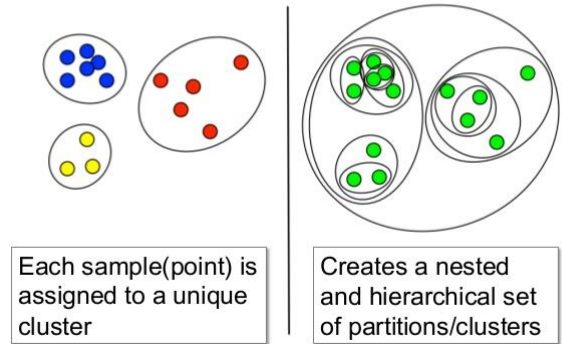 Each sample(point) is
assigned to a unique
cluster
Creates a nested
and hierarchical set
of partitions/clusters